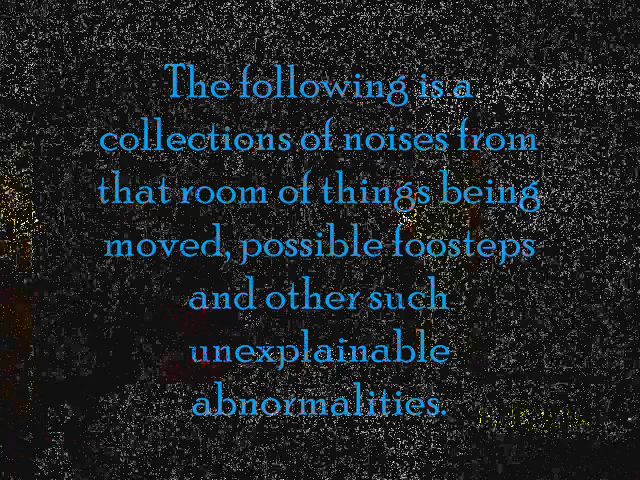 The following is a
collections of noises from
that room of things being
moved, possible foosteps
and other such
unexplainable
abnormalities.